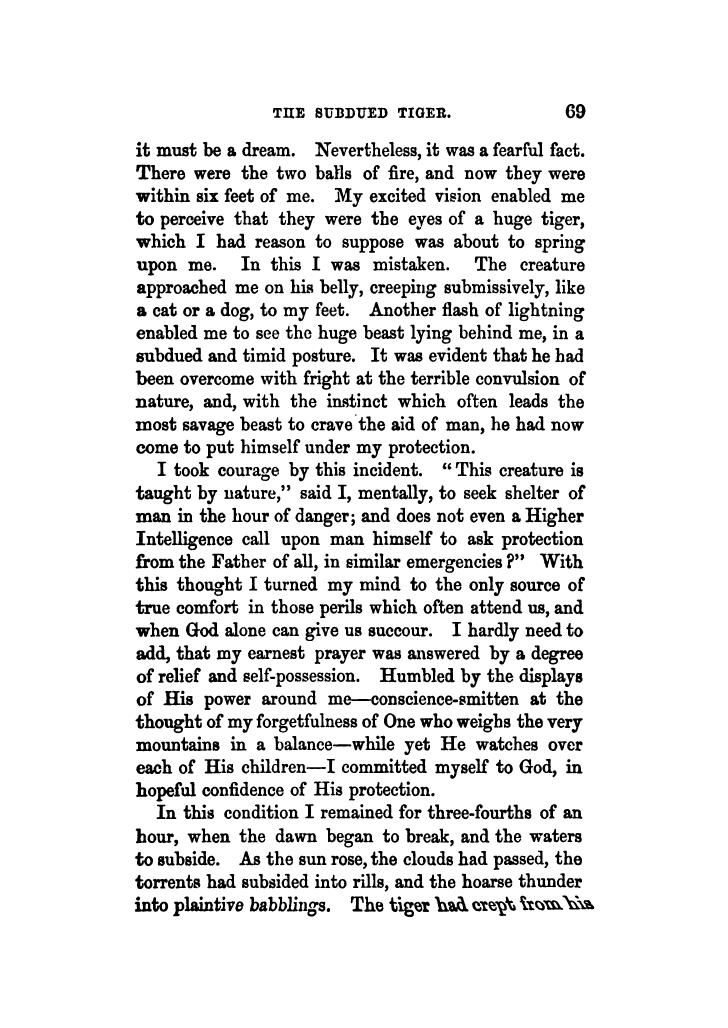 THE SUBDUED TIGER. 69
it must be a dream. Nevertheless, it was a fearful fact.
There were the two balls of fire, and now they were
within six feet of me. My excited vision enabled me
to perceive that they were the eyes of a huge tiger,
which I had reason to suppose was about to spring
upon me. In this I was mistaken. The creature
approached me on his belly, creeping submissively, like
a cat or a dog, to my feet. Another flash of lightning
enabled me to see the huge beast lying behind me, in a
subdued and timid posture. It was evident that he had
been overcome with fright at the terrible convulsion of
nature, and, with the instinct which often leads the
most savage beast to crave the aid of man, he had now
come to put himself under my protection.
I took courage by this incident. "This creature is
taught by nature," said I, mentally, to seek shelter of
man in the hour of danger; and does not even a Higher
Intelligence call upon man himself to ask protection
from the Father of all, in similar emergencies?" With
this thought I turned my mind to the only source of
true comfort in those perils which often attend us, and
when God alone can give us succour. I hardly need to
add, that my earnest prayer was answered by a degree
of relief and self-possession. Humbled by the displays
of His power around me—conscience-smitten at the
thought of my forgetfulness of One who weighs the very
mountains in a balance—while yet He watches over
each of His children—I committed myself to God, in
hopeful confidence of His protection.
In this condition I remained for three-fourths of an
hour, when the dawn began to break, and the waters
to subside. As the sun rose, the clouds had passed, the
torrents had subsided into rills, and the hoarse thunder
into plaintive babblings. The tiger had crept from his